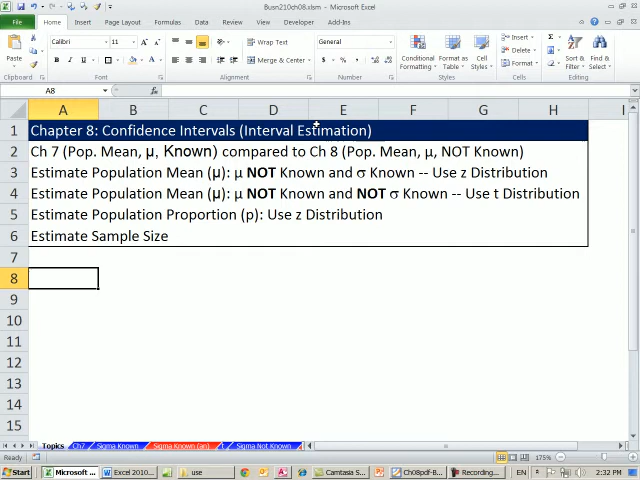 Busn210ch08.xlsm - Microsoft Excel
File Home Insert Page Layout Formulas Data Review View Developer Add-Ins
Calibri 11 Wrap Text General Insert
Paste B I U Merge & Center $ % Conditional Formatting Format as Table Cell Styles Delete Format Sort & Filter Find & Select
Clipboard Font Alignment Number Styles Cells Editing
A8 fx
A B C D E F G H I
1 Chapter 8: Confidence Intervals (Interval Estimation)
2 Ch 7 (Pop. Mean, μ, Known) compared to Ch 8 (Pop. Mean, μ, NOT Known)
3 Estimate Population Mean (μ): μ NOT Known and σ Known -- Use z Distribution
4 Estimate Population Mean (μ): μ NOT Known and NOT σ Known -- Use t Distribution
5 Estimate Population Proportion (p): Use z Distribution
6 Estimate Sample Size
7
8
9
10
11
12
13
14
15
Topics Ch7 Sigma Known Sigma Known (an) t Sigma Not Known
Ready 175%
Start Microsoft ... Excel 2010... use Camtasia S... Ch08pdf-B... Recording... EN 2:32 PM